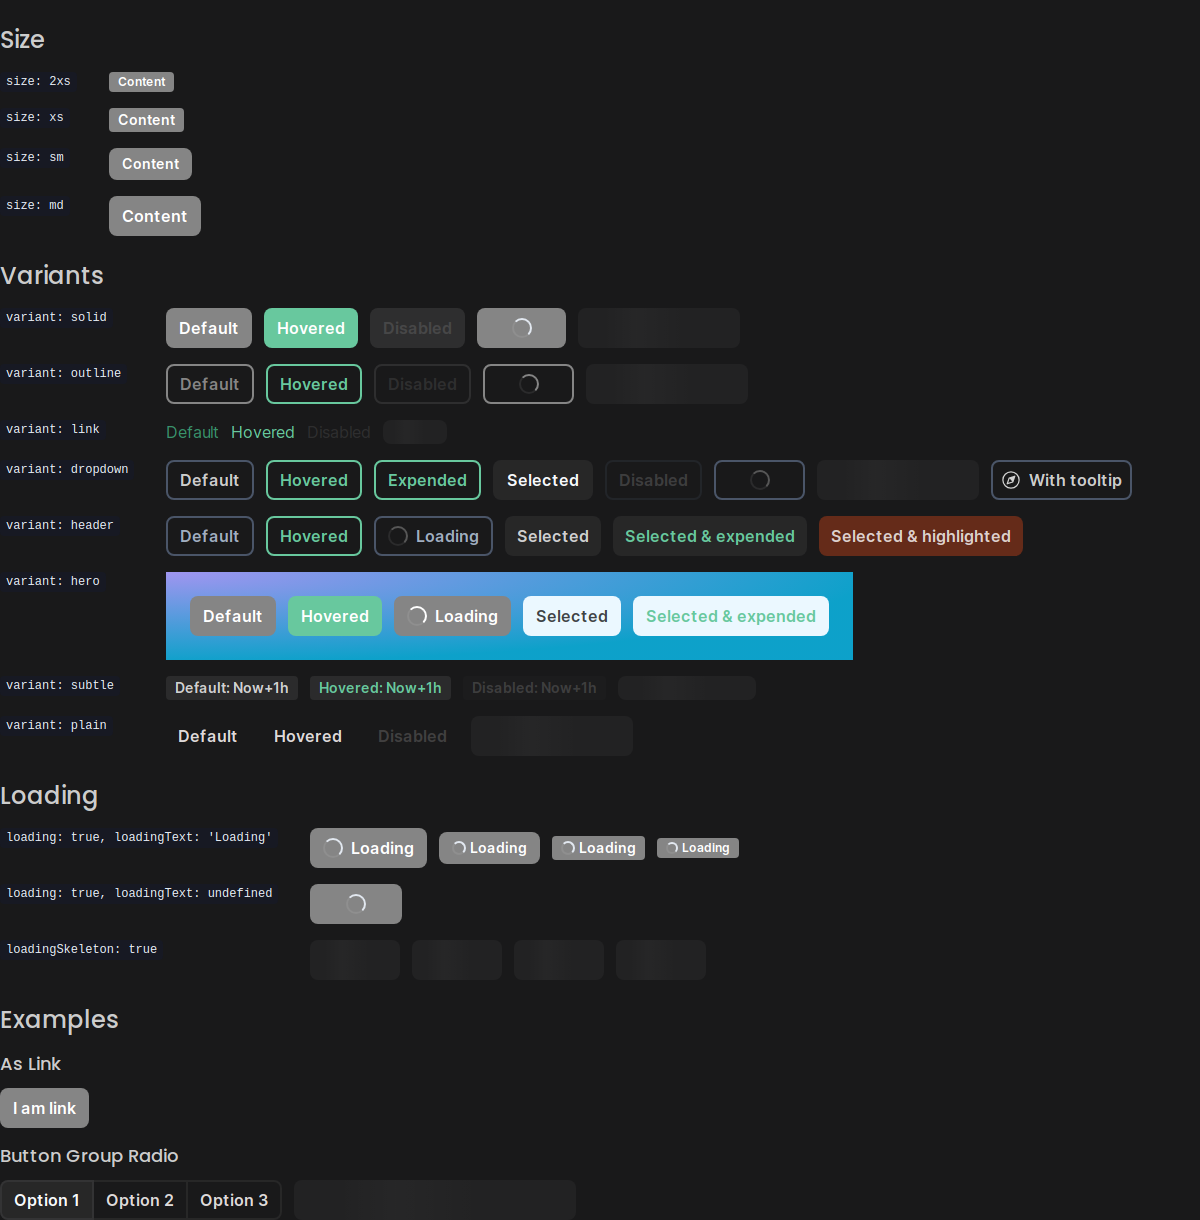 Size
size: 2xs Content
size: xs Content
size: sm Content
size: md Content
Variants
variant: solid Default Hovered Disabled
variant: outline Default Hovered Disabled
variant: link Default Hovered Disabled
variant: dropdown Default Hovered Expended Selected Disabled With tooltip
variant: header Default Hovered Loading Selected Selected & expended Selected & highlighted
variant: hero Default Hovered Loading Selected Selected & expended
variant: subtle Default: Now+1h Hovered: Now+1h Disabled: Now+1h
variant: plain Default Hovered Disabled
Loading
loading: true, loadingText: 'Loading' Loading Loading Loading Loading
loading: true, loadingText: undefined
loadingSkeleton: true
Examples
As Link
I am link
Button Group Radio
Option 1 Option 2 Option 3